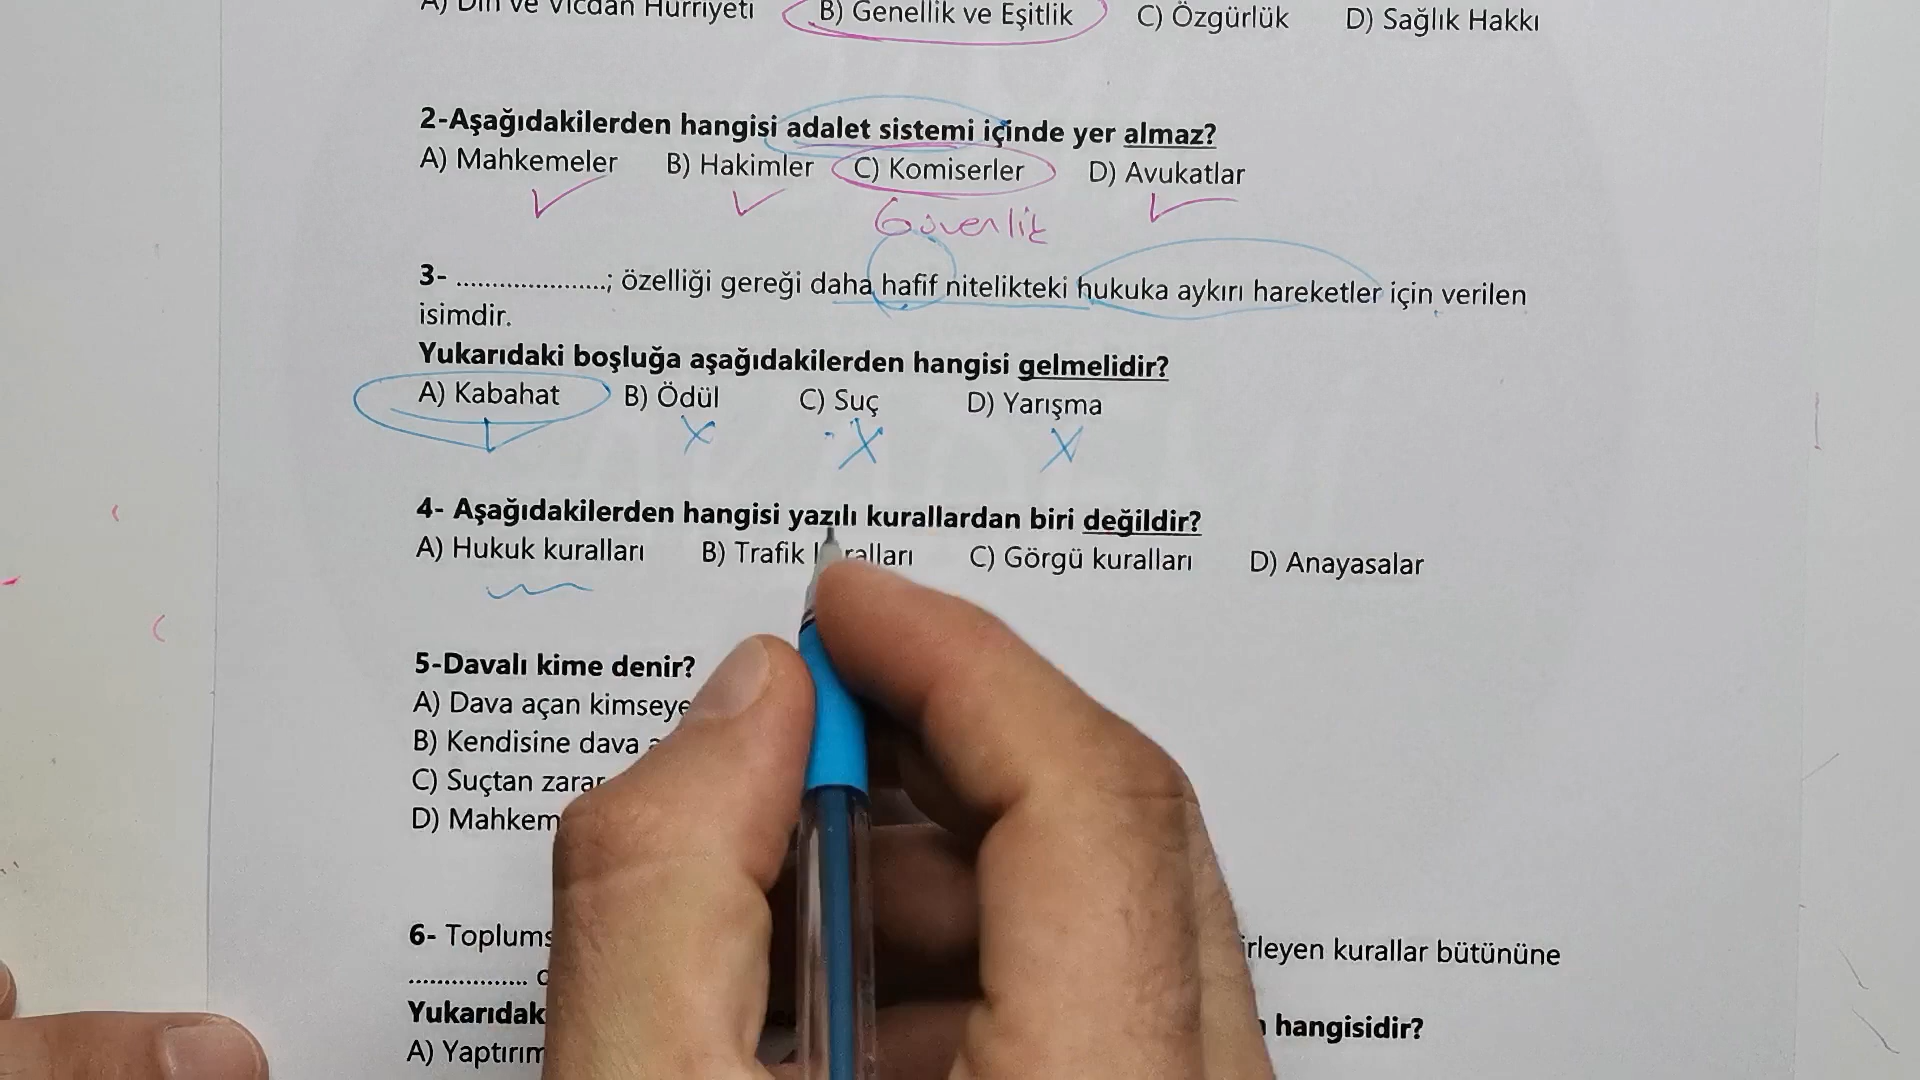 A) Din ve Vicdan Hürriyeti B) Genellik ve Eşitlik C) Özgürlük D) Sağlık Hakkı
2-Aşağıdakilerden hangisi adalet sistemi içinde yer almaz?
A) Mahkemeler B) Hakimler C) Komiserler D) Avukatlar
Güvenlik
3- .....................; özelliği gereği daha hafif nitelikteki hukuka aykırı hareketler için verilen
isimdir.
Yukarıdaki boşluğa aşağıdakilerden hangisi gelmelidir?
A) Kabahat B) Ödül C) Suç D) Yarışma
4- Aşağıdakilerden hangisi yazılı kurallardan biri değildir?
A) Hukuk kuralları B) Trafik kuralları C) Görgü kuralları D) Anayasalar
5-Davalı kime denir?
A) Dava açan kimseye
B) Kendisine dava
C) Suçtan zarar
D) Mahkem
6- Toplums irleyen kurallar bütününe
.................
Yukarıdak hangisidir?
A) Yaptırım